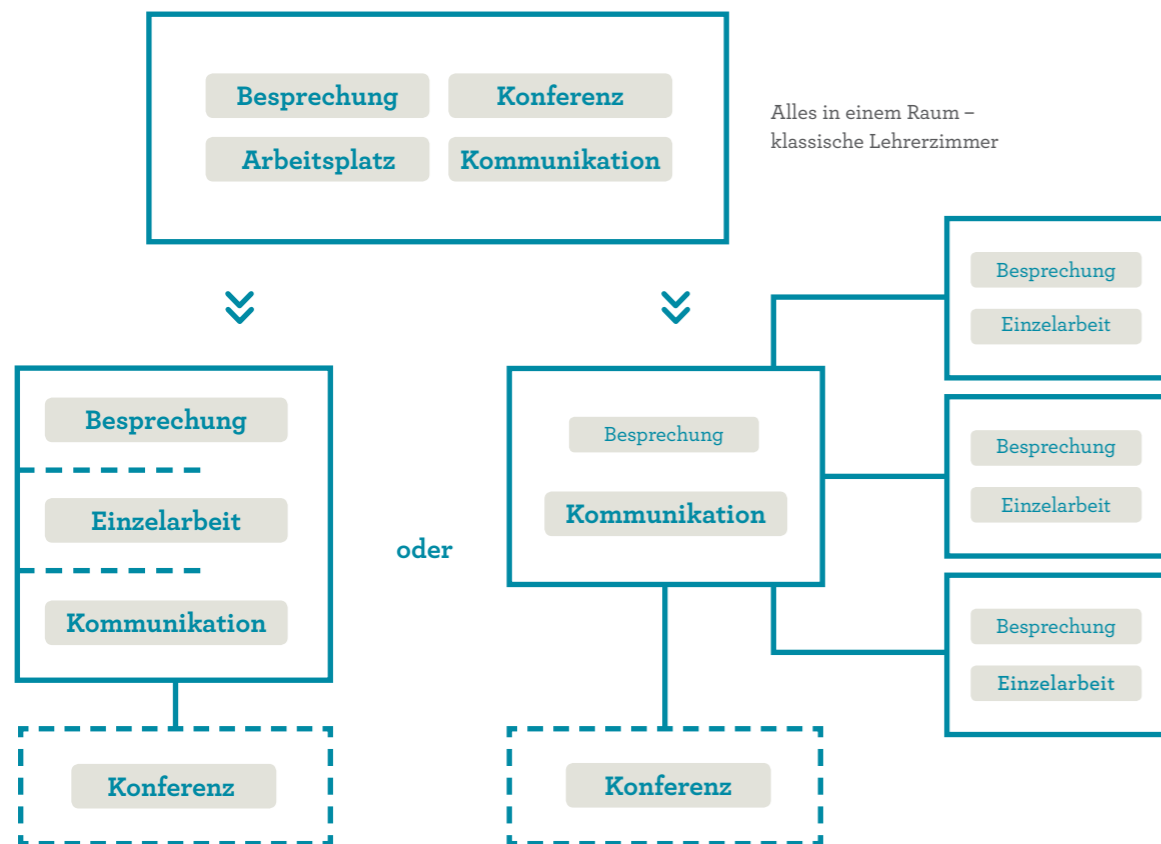 Besprechung
Konferenz
Arbeitsplatz
Kommunikation
Alles in einem Raum –
klassische Lehrerzimmer
Besprechung
Einzelarbeit
Kommunikation
Konferenz
oder
Besprechung
Kommunikation
Konferenz
Besprechung
Einzelarbeit
Besprechung
Einzelarbeit
Besprechung
Einzelarbeit